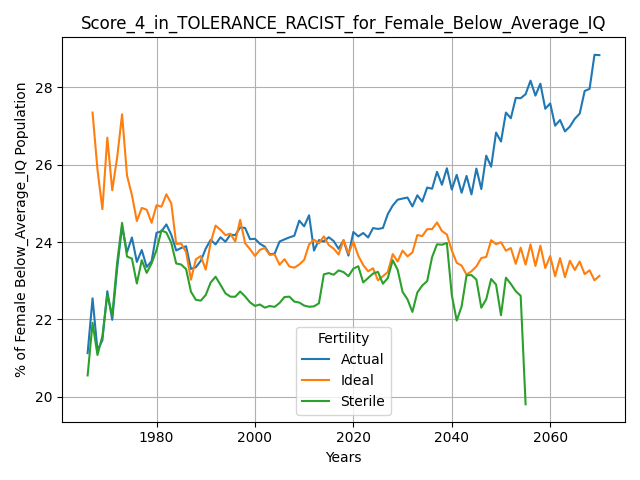 Score_4_in_TOLERANCE_RACIST_for_Female_Below_Average_IQ
% of Female Below_Average_IQ Population
28
26
24
22
20
Fertility
Actual
Ideal
Sterile
1980
2000
2020
2040
2060
Years